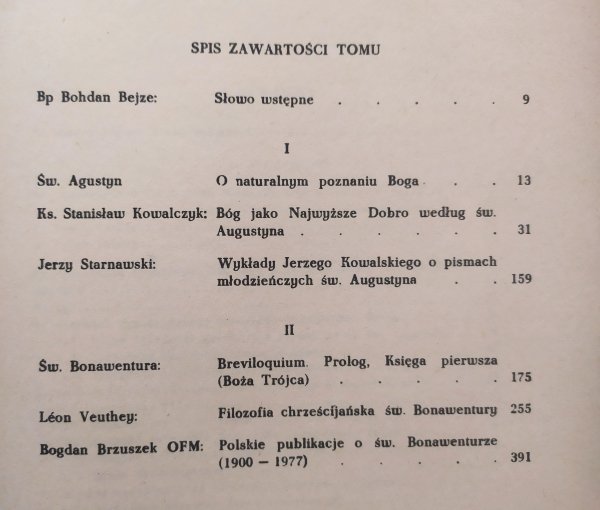 SPIS ZAWARTOŚCI TOMU
Bp Bohdan Bejze: Słowo wstępne . . . . . 9
I
Św. Agustyn O naturalnym poznaniu Boga . . . 13
Ks. Stanisław Kowalczyk: Bóg jako Najwyższe Dobro według św.
Augustyna . . . . . . 31
Jerzy Starnawski: Wykłady Jerzego Kowalskiego o pismach
młodzieńczych św. Augustyna . . 159
II
Św. Bonawentura: Breviloquium. Prolog, Księga pierwsza
(Boża Trójca) . . . . . 175
Léon Veuthey: Filozofia chrześcĳańska św. Bonawentury 255
Bogdan Brzuszek OFM: Polskie publikacje o św. Bonawenturze
(1900 – 1977) . . . . . 391